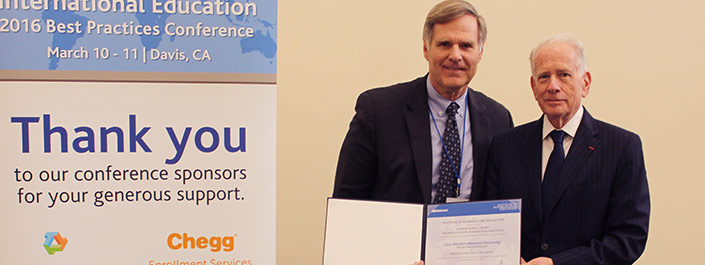 International Education
2016 Best Practices Conference
March 10 - 11 | Davis, CA
Thank you
to our conference sponsors
for your generous support.
Chegg
Enrollment Services